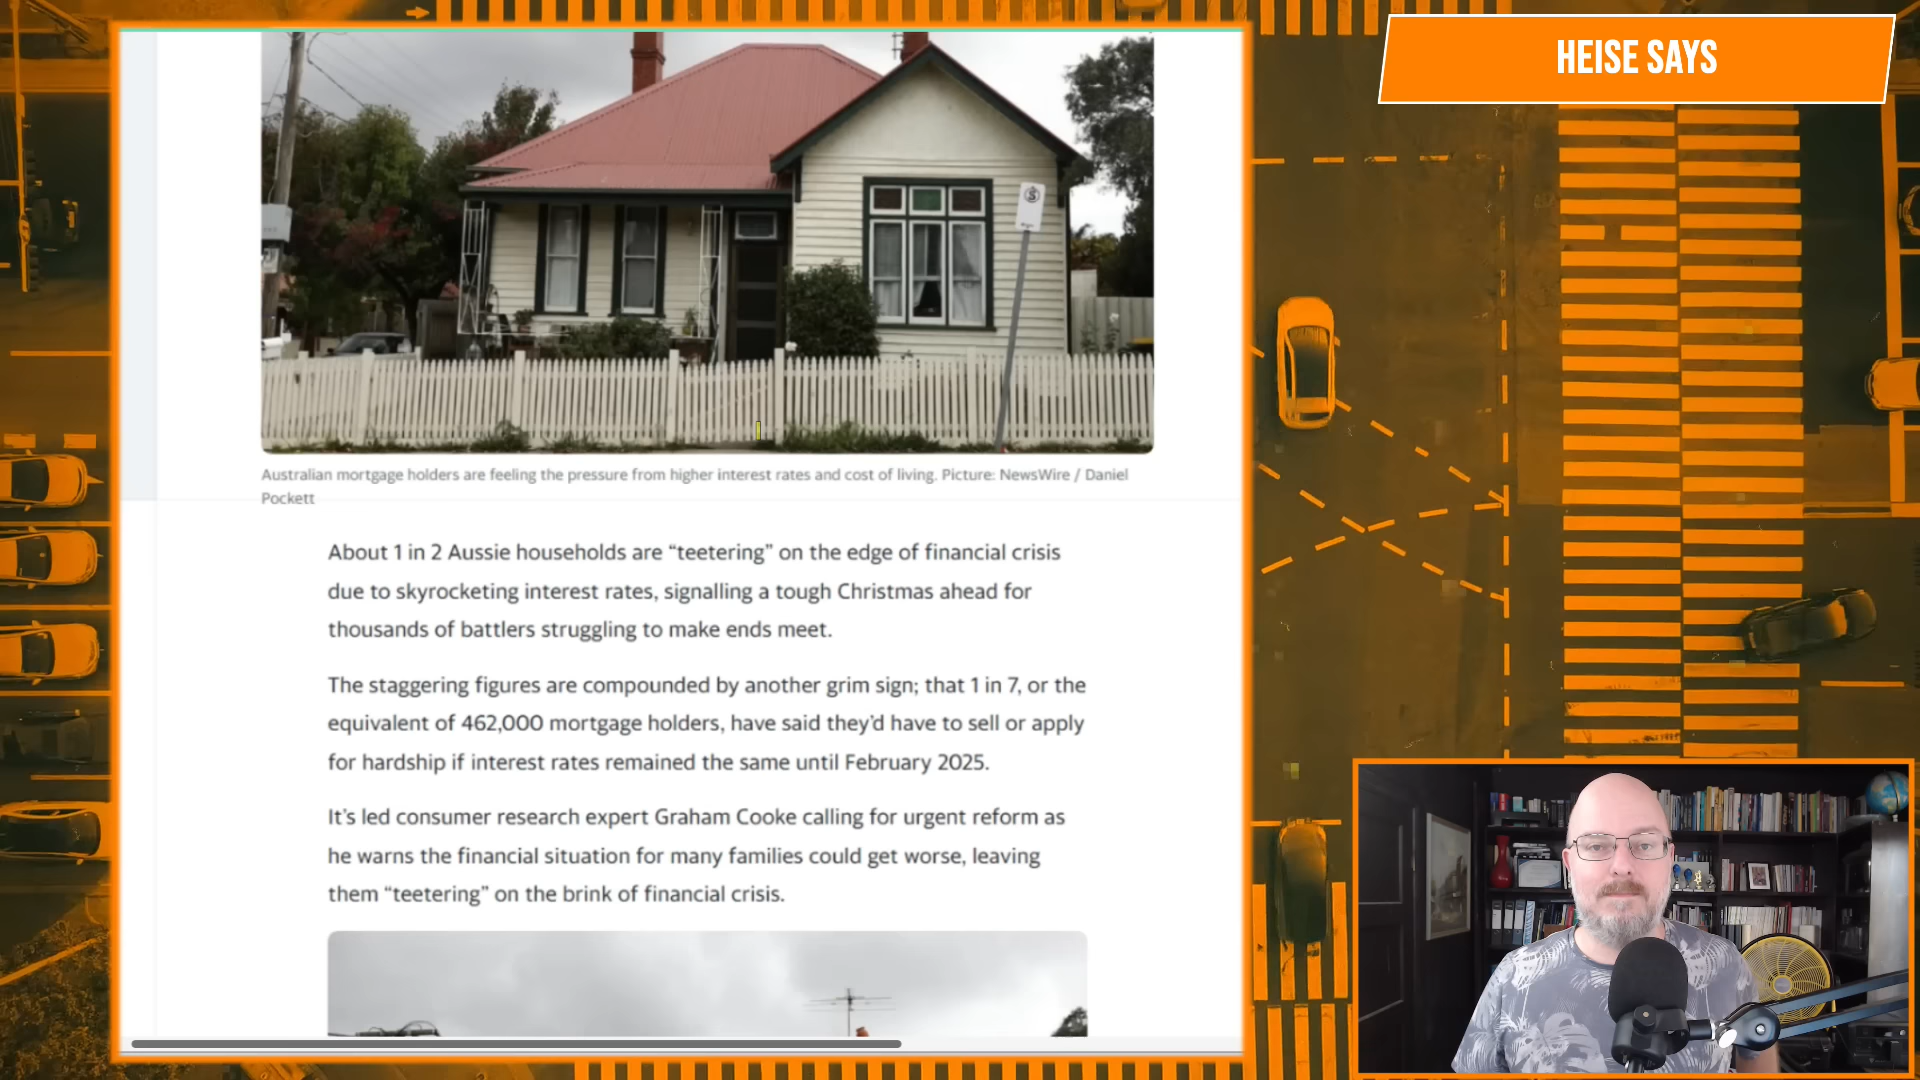 HEISE SAYS
Australian mortgage holders are feeling the pressure from higher interest rates and cost of living. Picture: NewsWire / Daniel
Pockett
About 1 in 2 Aussie households are “teetering” on the edge of financial crisis
due to skyrocketing interest rates, signalling a tough Christmas ahead for
thousands of battlers struggling to make ends meet.
The staggering figures are compounded by another grim sign; that 1 in 7, or the
equivalent of 462,000 mortgage holders, have said they’d have to sell or apply
for hardship if interest rates remained the same until February 2025.
It’s led consumer research expert Graham Cooke calling for urgent reform as
he warns the financial situation for many families could get worse, leaving
them “teetering” on the brink of financial crisis.